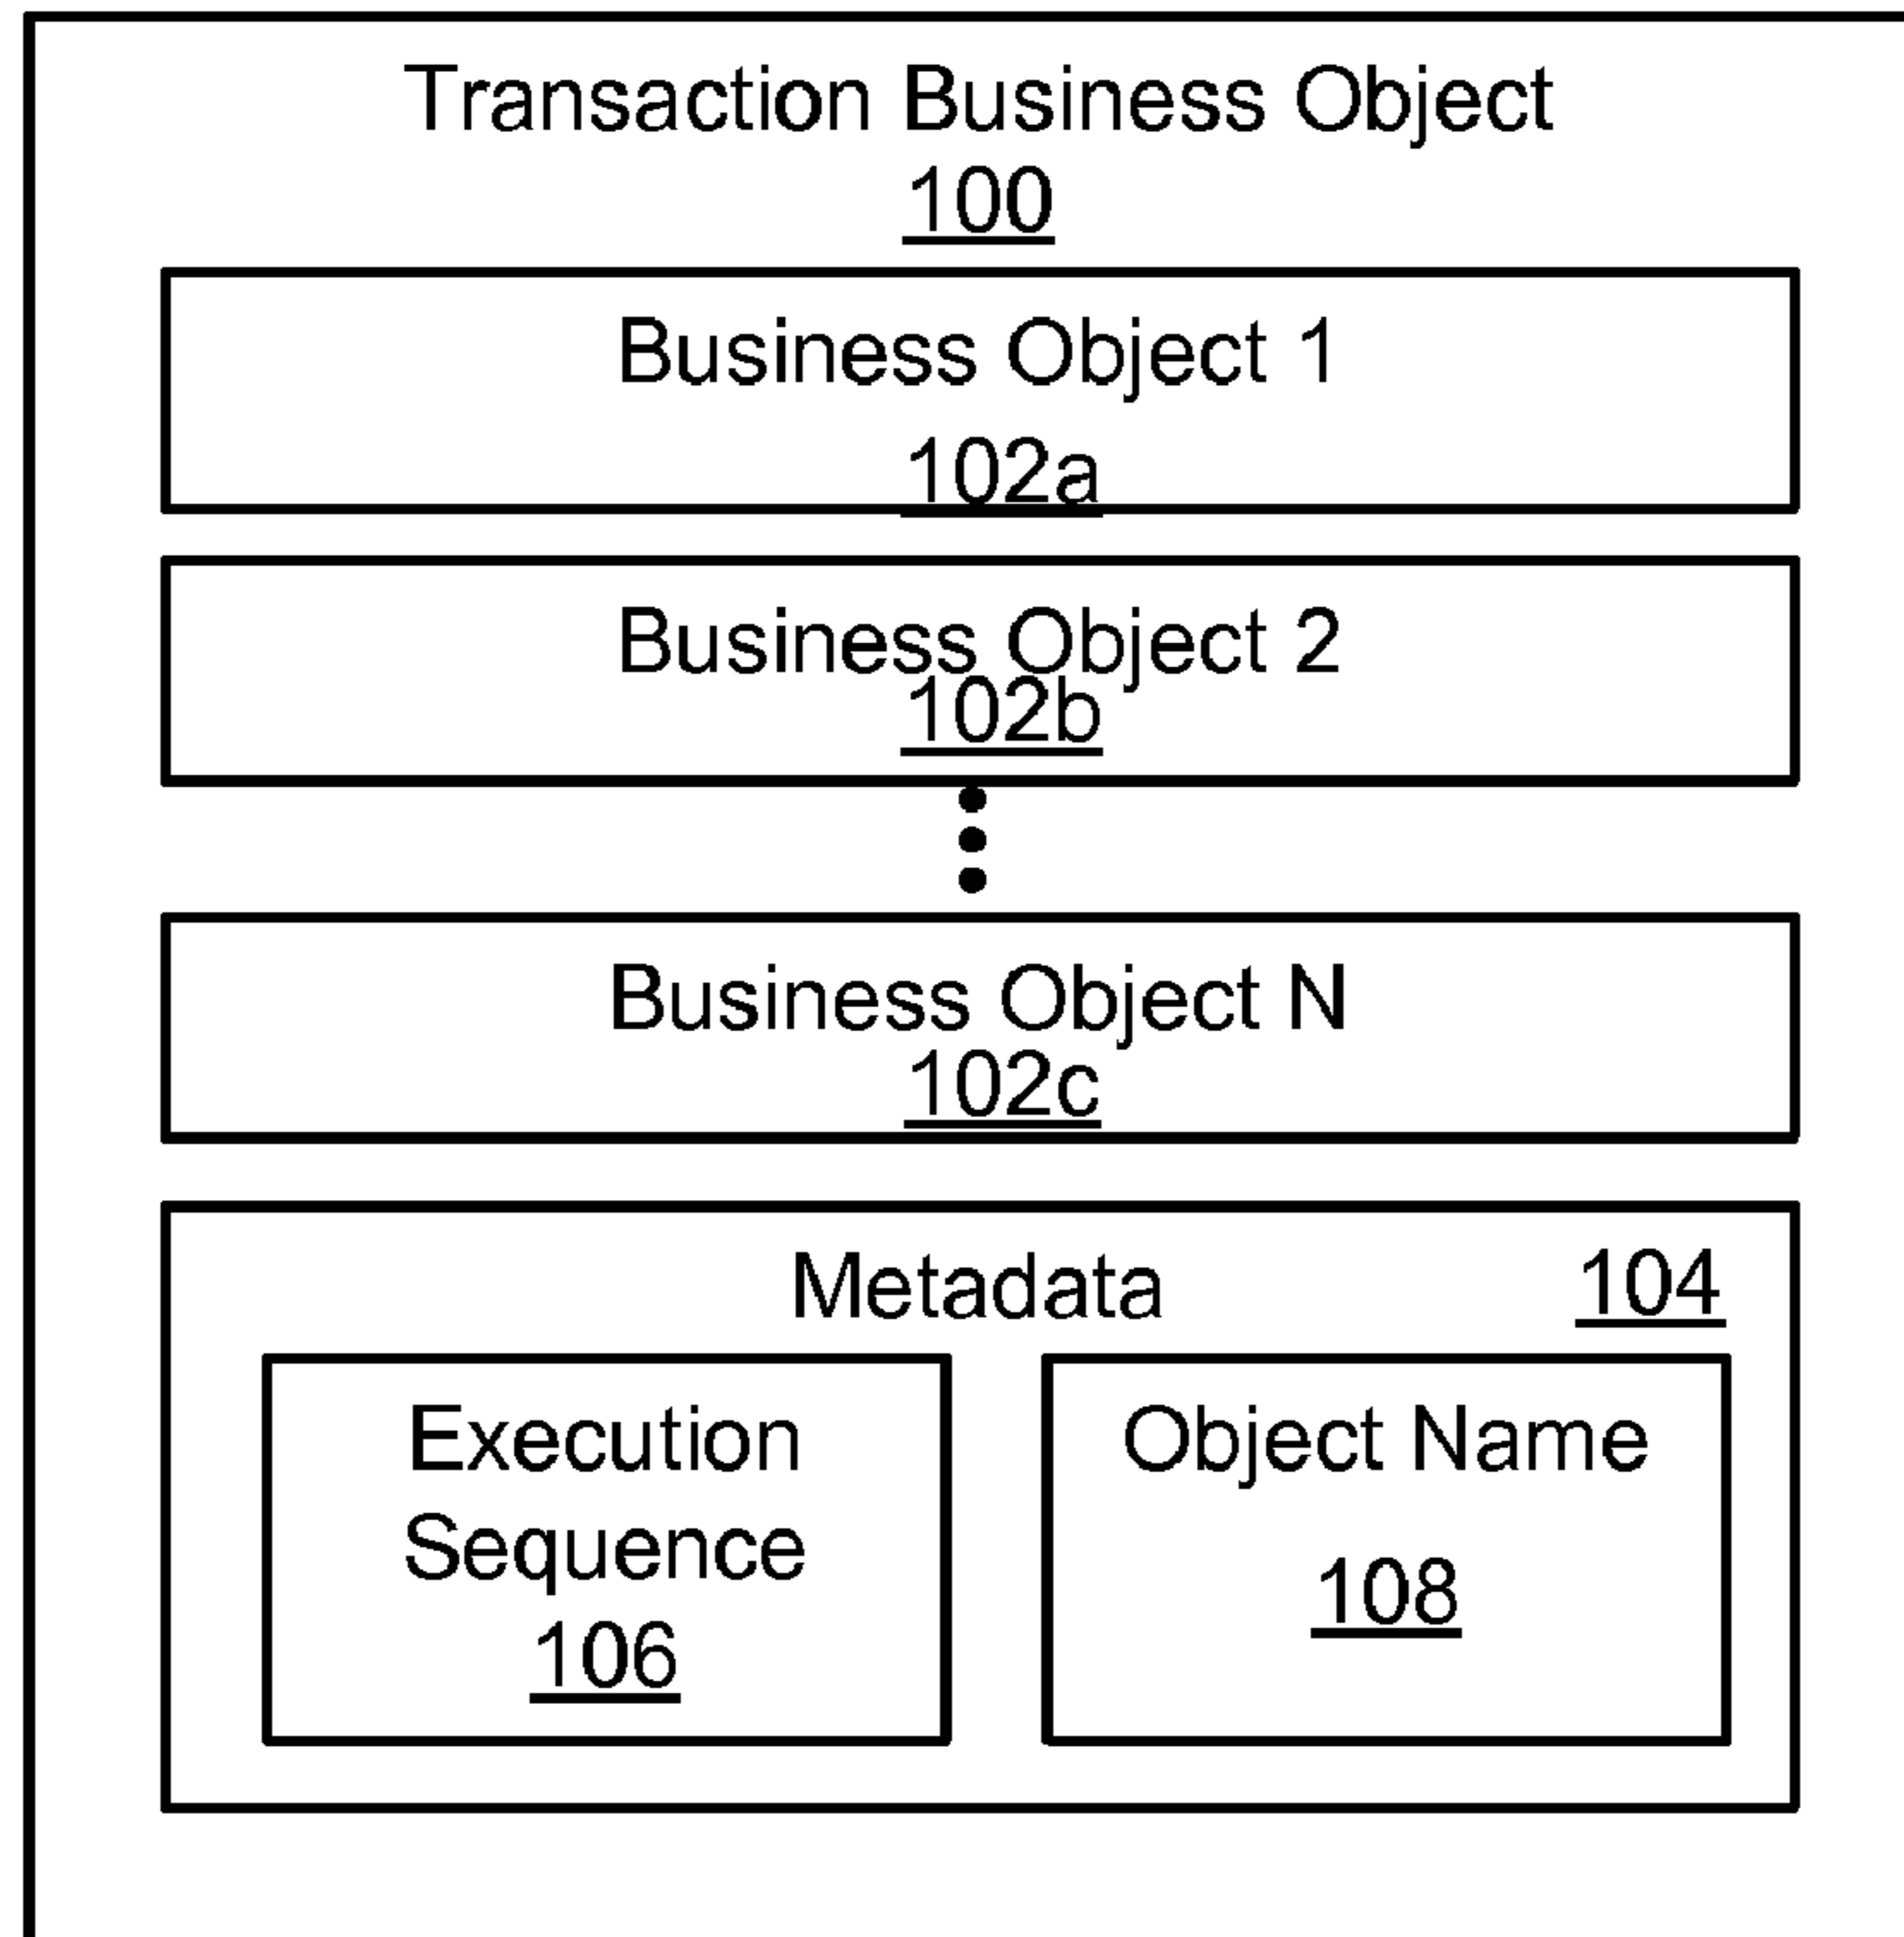 Transaction Business Object
100
Business Object 1
102a
Business Object 2
102b
Business Object N
102c
Metadata
104
Execution
Sequence
106
Object Name
108